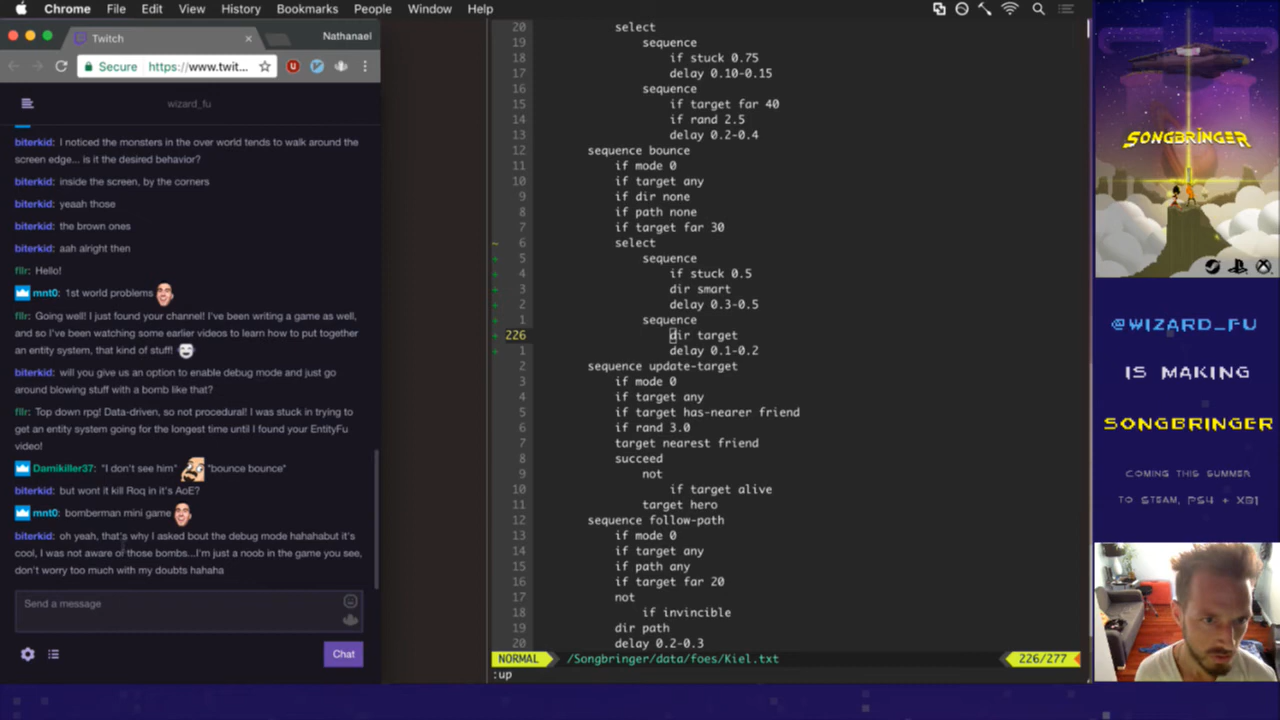 Chrome File Edit View History Bookmarks People Window Help
Twitch
Nathanael
Secure https://www.twit...
wizard_fu
biterkid: I noticed the monsters in the over world tends to walk around the
screen edge... is it the desired behavior?
biterkid: inside the screen, by the corners
biterkid: yeaah those
biterkid: the brown ones
biterkid: aah alright then
fllr: Hello!
mnt0: 1st world problems
fllr: Going well! I just found your channel! I've been writing a game as well,
and so I've been watching some earlier videos to learn how to put together
an entity system, that kind of stuff!
biterkid: will you give us an option to enable debug mode and just go
around blowing stuff with a bomb like that?
fllr: Top down rpg! Data-driven, so not procedural! I was stuck in trying to
get an entity system going for the longest time until I found your EntityFu
video!
Damikiller37: "I don't see him" *bounce bounce*
biterkid: but wont it kill Roq in it's AoE?
mnt0: bomberman mini game
biterkid: oh yeah, that's why I asked bout the debug mode hahahabut it's
cool, I was not aware of those bombs...I'm just a noob in the game you see,
don't worry too much with my doubts hahaha
Send a message
Chat
20 select
19 sequence
18 if stuck 0.75
17 delay 0.10-0.15
16 sequence
15 if target far 40
14 if rand 2.5
13 delay 0.2-0.4
12 sequence bounce
11 if mode 0
10 if target any
9 if dir none
8 if path none
7 if target far 30
~ 6 select
+ 5 sequence
+ 4 if stuck 0.5
+ 3 dir smart
+ 2 delay 0.3-0.5
+ 1 sequence
+ 226 dir target
+ 1 delay 0.1-0.2
2 sequence update-target
3 if mode 0
4 if target any
5 if target has-nearer friend
6 if rand 3.0
7 target nearest friend
8 succeed
9 not
10 if target alive
11 target hero
12 sequence follow-path
13 if mode 0
14 if target any
15 if path any
16 if target far 20
17 not
18 if invincible
19 dir path
20 delay 0.2-0.3
NORMAL /Songbringer/data/foes/Kiel.txt 226/277
:up
SONGBRINGER
@WIZARD_FU
IS MAKING
SONGBRINGER
COMING THIS SUMMER
TO STEAM, PS4 + XB1